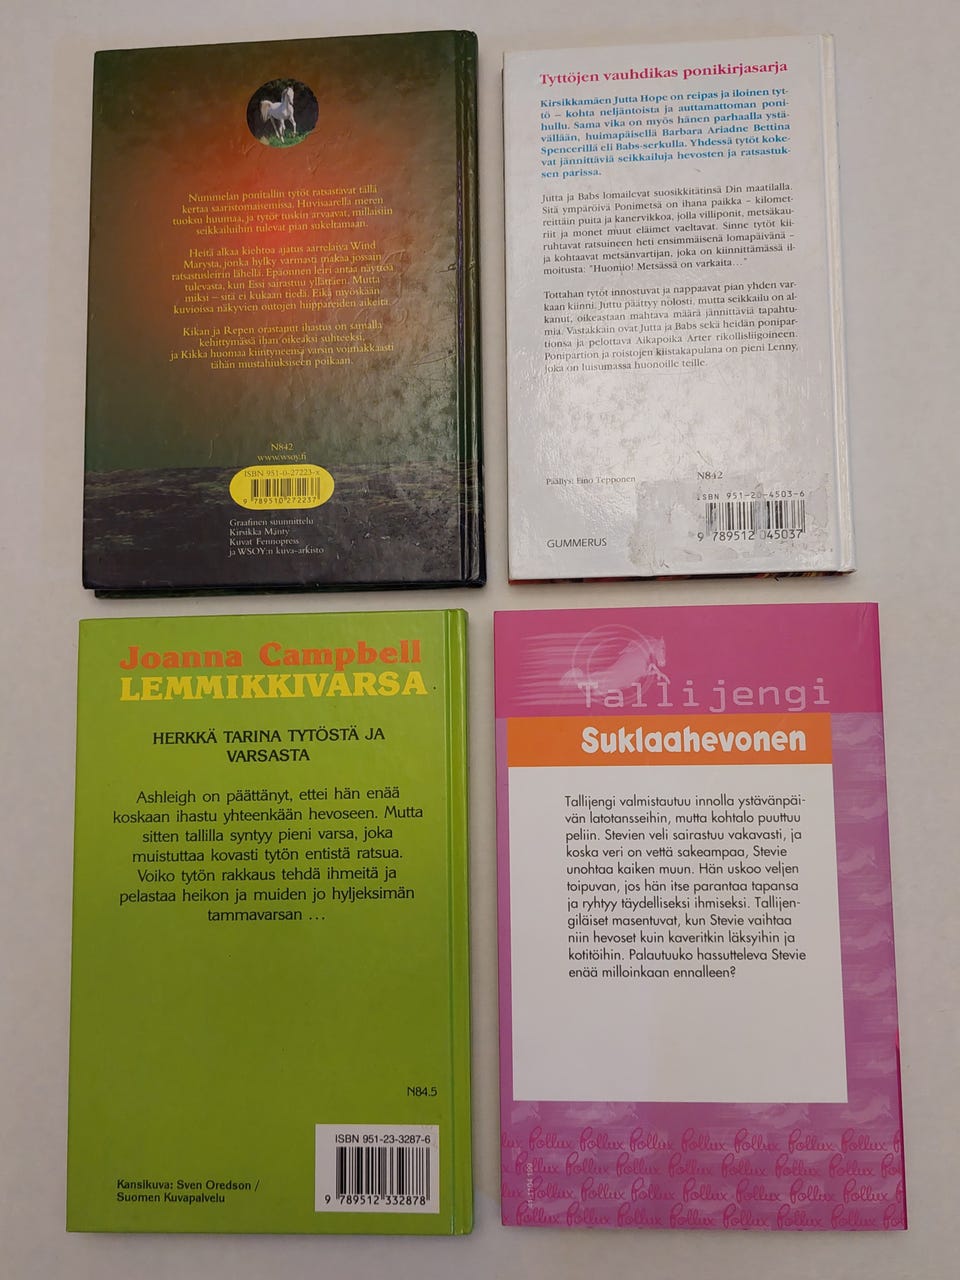 Nummelan ponitallin tytöt ratsastavat tällä
kertaa saaristomaisemissa. Huvisaarella meren
tuoksu huumaa, ja tytöt tuskin arvaavat, millaisiin
seikkailuihin tulevat pian sukeltamaan.
Heitä alkaa kiehtoa ajatus aarrelaiva Wind
Marysta, jonka hylky varmasti makaa jossain
ratsastusleirin lähellä. Epäonnen leiri antaa näyttöä
tulevasta, kun Essi sairastuu yllättäen. Mutta
miksi – sitä ei kukaan tiedä. Eikä myöskään
kuvioissa näkyvien outojen hiippareiden aikeita.
Kikan ja Repen orastanut ihastus on samalla
kehittymässä ihan oikeaksi suhteeksi,
ja Kikka huomaa kiintyneensä varsin voimakkaasti
tähän mustahiuksiseen poikaan.
N842
www.wsoy.fi
ISBN 951-0-27223-x
9 789510 272237
Graafinen suunnittelu
Kirsikka Mänty
Kuvat Fennopress
ja WSOY:n kuva-arkisto
Tyttöjen vauhdikas ponikirjasarja
Kirsikkamäen Jutta Hope on reipas ja iloinen tyt-
tö – kohta neljäntoista ja auttamattoman poni-
hullu. Sama vika on myös hänen parhaalla ystä-
vällään, huimapäisellä Barbara Ariadne Bettina
Spencerillä eli Babs-serkulla. Yhdessä tytöt koke-
vat jännittäviä seikkailuja hevosten ja ratsastuk-
sen parissa.
Jutta ja Babs lomailevat suosikkitätinsä Din maatilalla.
Sitä ympäröivä Ponimetsä on ihana paikka – kilomet-
reittäin puita ja kanervikkoa, jolla villiponit, metsäkau-
riit ja monet muut eläimet vaeltavat. Sinne tytöt kii-
ruhtavat ratsuineen heti ensimmäisenä lomapäivänä –
ja kohtaavat metsänvartijan, joka on kiinnittämässä il-
moitusta: "Huomio! Metsässä on varkaita..."
Tottahan tytöt innostuvat ja nappaavat pian yhden var-
kaan kiinni. Juttu päättyy nolosti, mutta seikkailu on al-
kanut, oikeastaan mahtava määrä jännittäviä tapahtu-
mia. Vastakkain ovat Jutta ja Babs sekä heidän ponipar-
tionsa ja pelottava Aikapoika Arter rikollisliigoineen.
Ponipartion ja roistojen kiistakapulana on pieni Lenny,
joka on luisumassa huonoille teille.
Päällys: Eino Tepponen
N842
ISBN 951-20-4503-6
9 789512 045037
GUMMERUS
Joanna Campbell
LEMMIKKIVARSA
HERKKÄ TARINA TYTÖSTÄ JA
VARSASTA
Ashleigh on päättänyt, ettei hän enää
koskaan ihastu yhteenkään hevoseen. Mutta
sitten tallilla syntyy pieni varsa, joka
muistuttaa kovasti tytön entistä ratsua.
Voiko tytön rakkaus tehdä ihmeitä ja
pelastaa heikon ja muiden jo hyljeksimän
tammavarsan ...
N84.5
ISBN 951-23-3287-6
9 789512 332878
Kansikuva: Sven Oredson /
Suomen Kuvapalvelu
Tallijengi
Suklaahevonen
Tallijengi valmistautuu innolla ystävänpäi-
vän latotansseihin, mutta kohtalo puuttuu
peliin. Stevien veli sairastuu vakavasti, ja
koska veri on vettä sakeampaa, Stevie
unohtaa kaiken muun. Hän uskoo veljen
toipuvan, jos hän itse parantaa tapansa
ja ryhtyy täydelliseksi ihmiseksi. Tallijen-
giläiset masentuvat, kun Stevie vaihtaa
niin hevoset kuin kaveritkin läksyihin ja
kotitöihin. Palautuuko hassutteleva Stevie
enää milloinkaan ennalleen?
Pollux Pollux Pollux Pollux Pollux Pollux